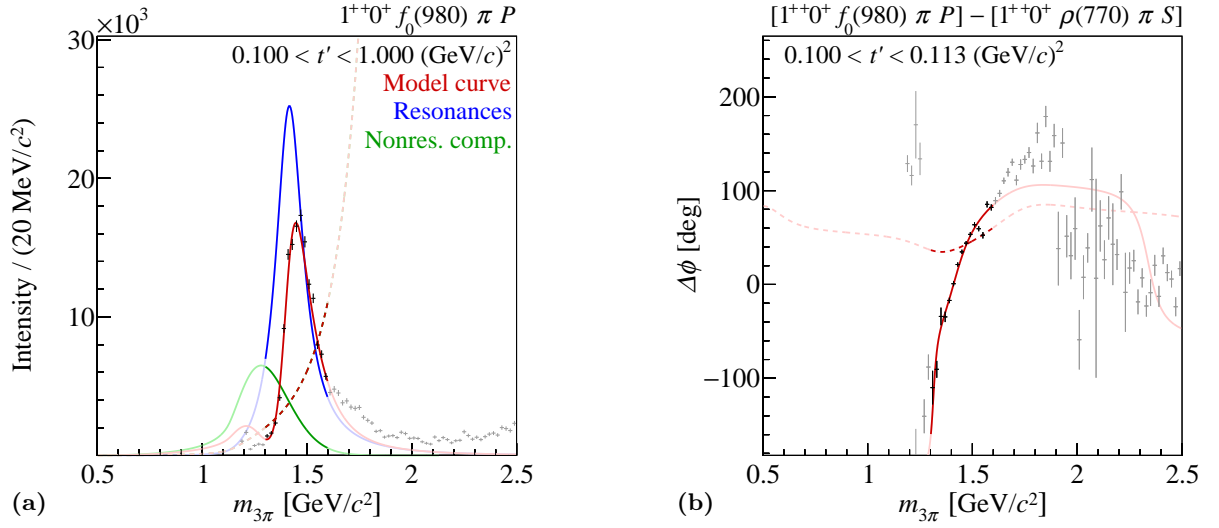 ×10³
1⁺⁺0⁺ f₀(980) π P
0.100 < t′ < 1.000 (GeV/c)²
Model curve
Resonances
Nonres. comp.
Intensity / (20 MeV/c²)
30
20
10
0.5 1 1.5 2 2.5
(a) m₃π [GeV/c²]
[1⁺⁺0⁺ f₀(980) π P] – [1⁺⁺0⁺ ρ(770) π S]
0.100 < t′ < 0.113 (GeV/c)²
Δϕ [deg]
200
100
0
−100
0.5 1 1.5 2 2.5
(b) m₃π [GeV/c²]